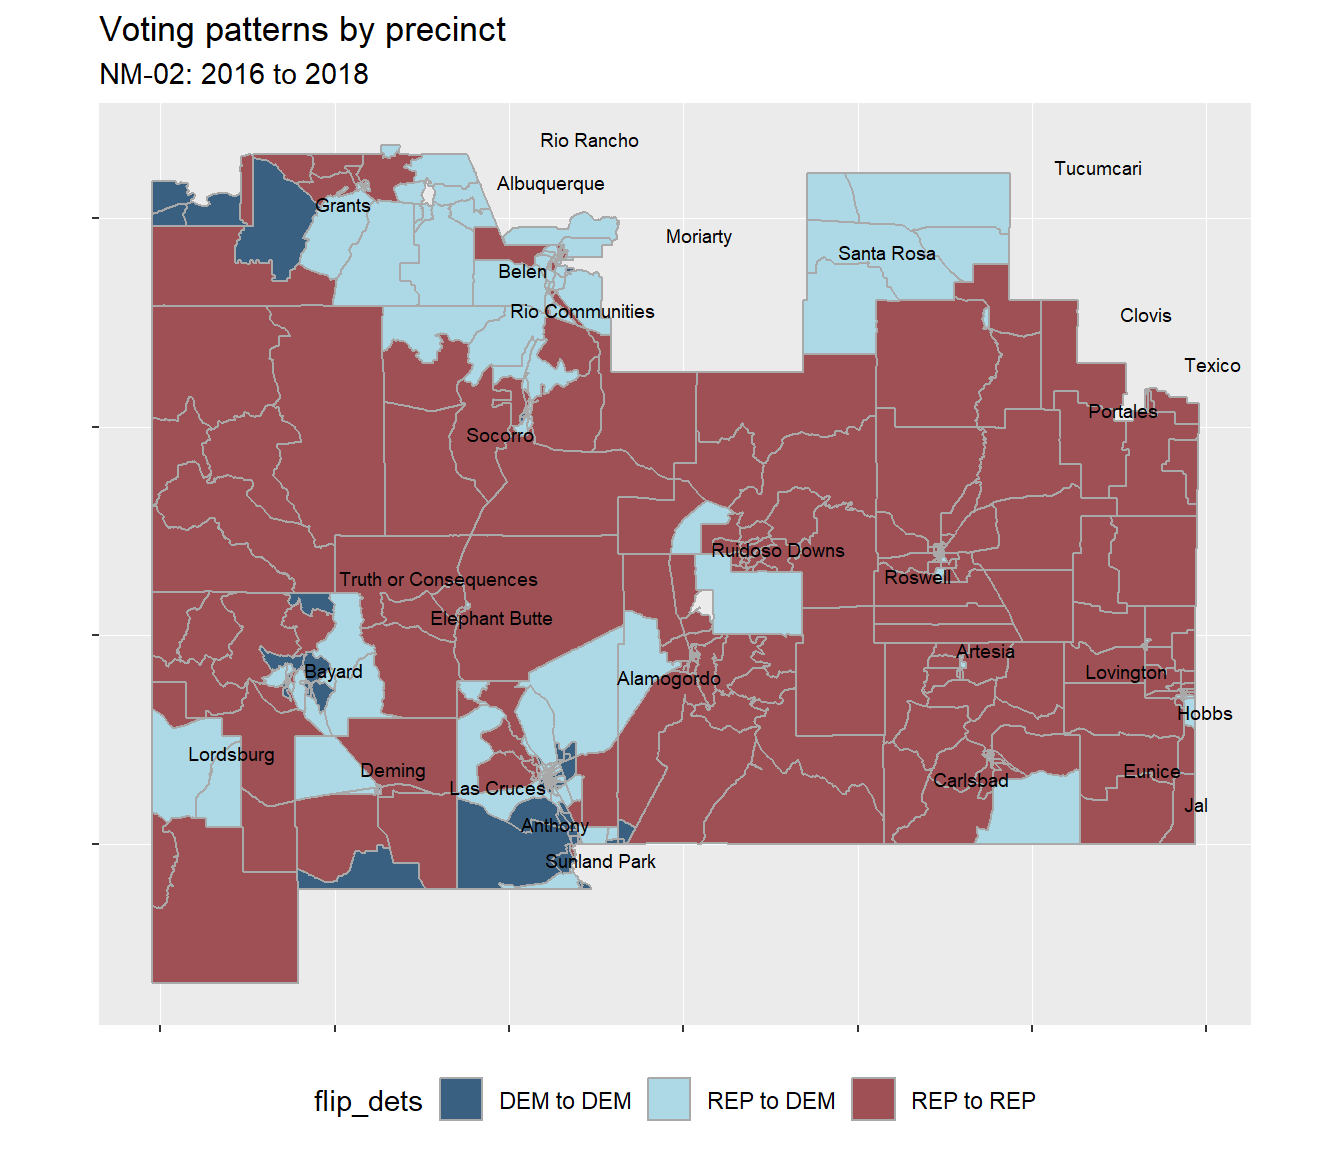 Voting patterns by precinct
NM-02: 2016 to 2018
Rio Rancho
Tucumcari
Albuquerque
Grants
Moriarty
Santa Rosa
Belen
Rio Communities
Clovis
Texico
Portales
Socorro
Ruidoso Downs
Truth or Consequences
Roswell
Elephant Butte
Artesia
Bayard
Alamogordo
Lovington
Hobbs
Lordsburg
Deming
Eunice
Las Cruces
Carlsbad
Jal
Anthony
Sunland Park
flip_dets DEM to DEM REP to DEM REP to REP